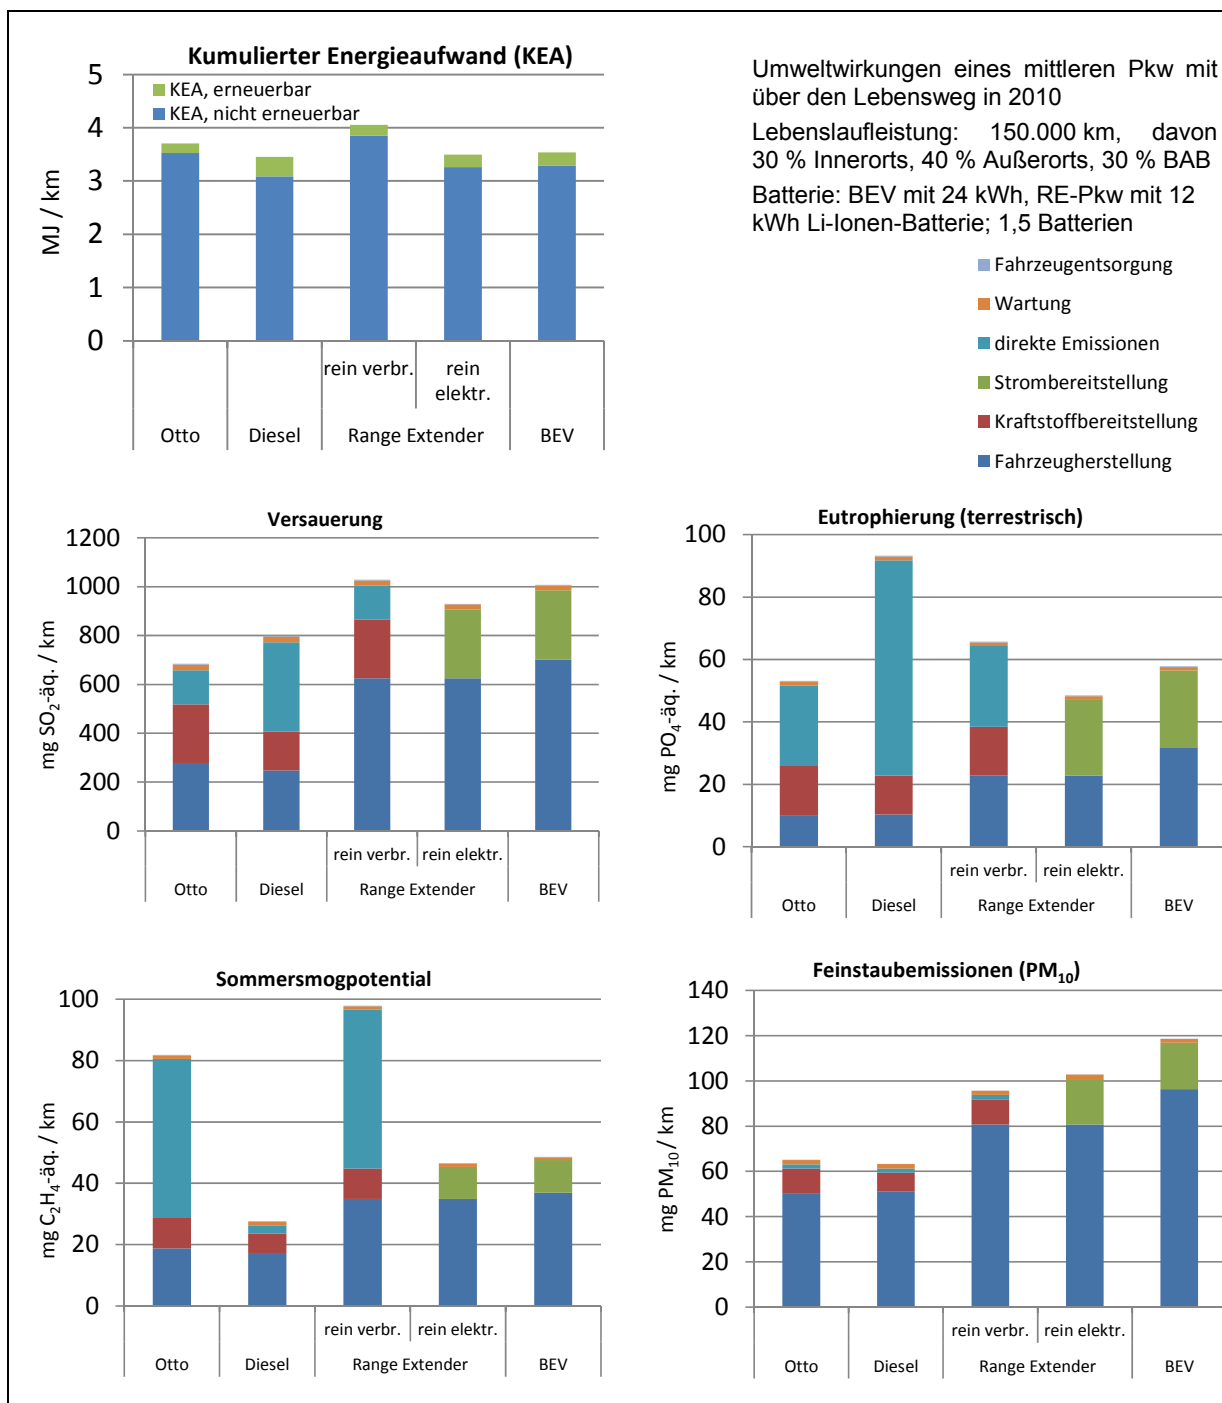 Kumulierter Energieaufwand (KEA)
5
4
3
2
1
0
MJ / km
KEA, erneuerbar
KEA, nicht erneuerbar
rein verbr.
rein
elektr.
Otto
Diesel
Range Extender
BEV
Umweltwirkungen eines mittleren Pkw mit
über den Lebensweg in 2010
Lebenslaufleistung: 150.000 km, davon
30 % Innerorts, 40 % Außerorts, 30 % BAB
Batterie: BEV mit 24 kWh, RE-Pkw mit 12
kWh Li-Ionen-Batterie; 1,5 Batterien
Fahrzeugentsorgung
Wartung
direkte Emissionen
Strombereitstellung
Kraftstoffbereitstellung
Fahrzeugherstellung
Versauerung
1200
1000
800
600
400
200
0
mg SO₂-äq. / km
rein verbr.
rein elektr.
Otto
Diesel
Range Extender
BEV
Eutrophierung (terrestrisch)
100
80
60
40
20
0
mg PO₄-äq. / km
rein verbr.
rein elektr.
Otto
Diesel
Range Extender
BEV
Sommersmogpotential
100
80
60
40
20
0
mg C₂H₄-äq. / km
rein verbr.
rein elektr.
Otto
Diesel
Range Extender
BEV
Feinstaubemissionen (PM₁₀)
140
120
100
80
60
40
20
0
mg PM₁₀ / km
rein verbr.
rein elektr.
Otto
Diesel
Range Extender
BEV